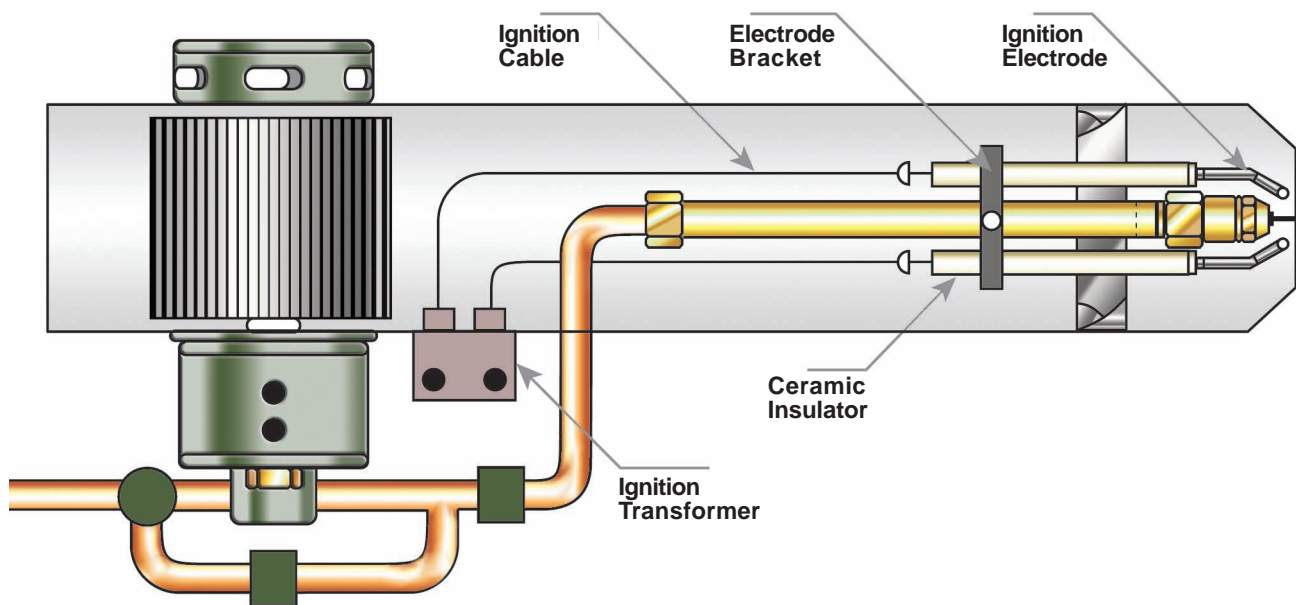 Ignition
Cable
Electrode
Bracket
Ignition
Electrode
Ceramic
Insulator
Ignition
Transformer